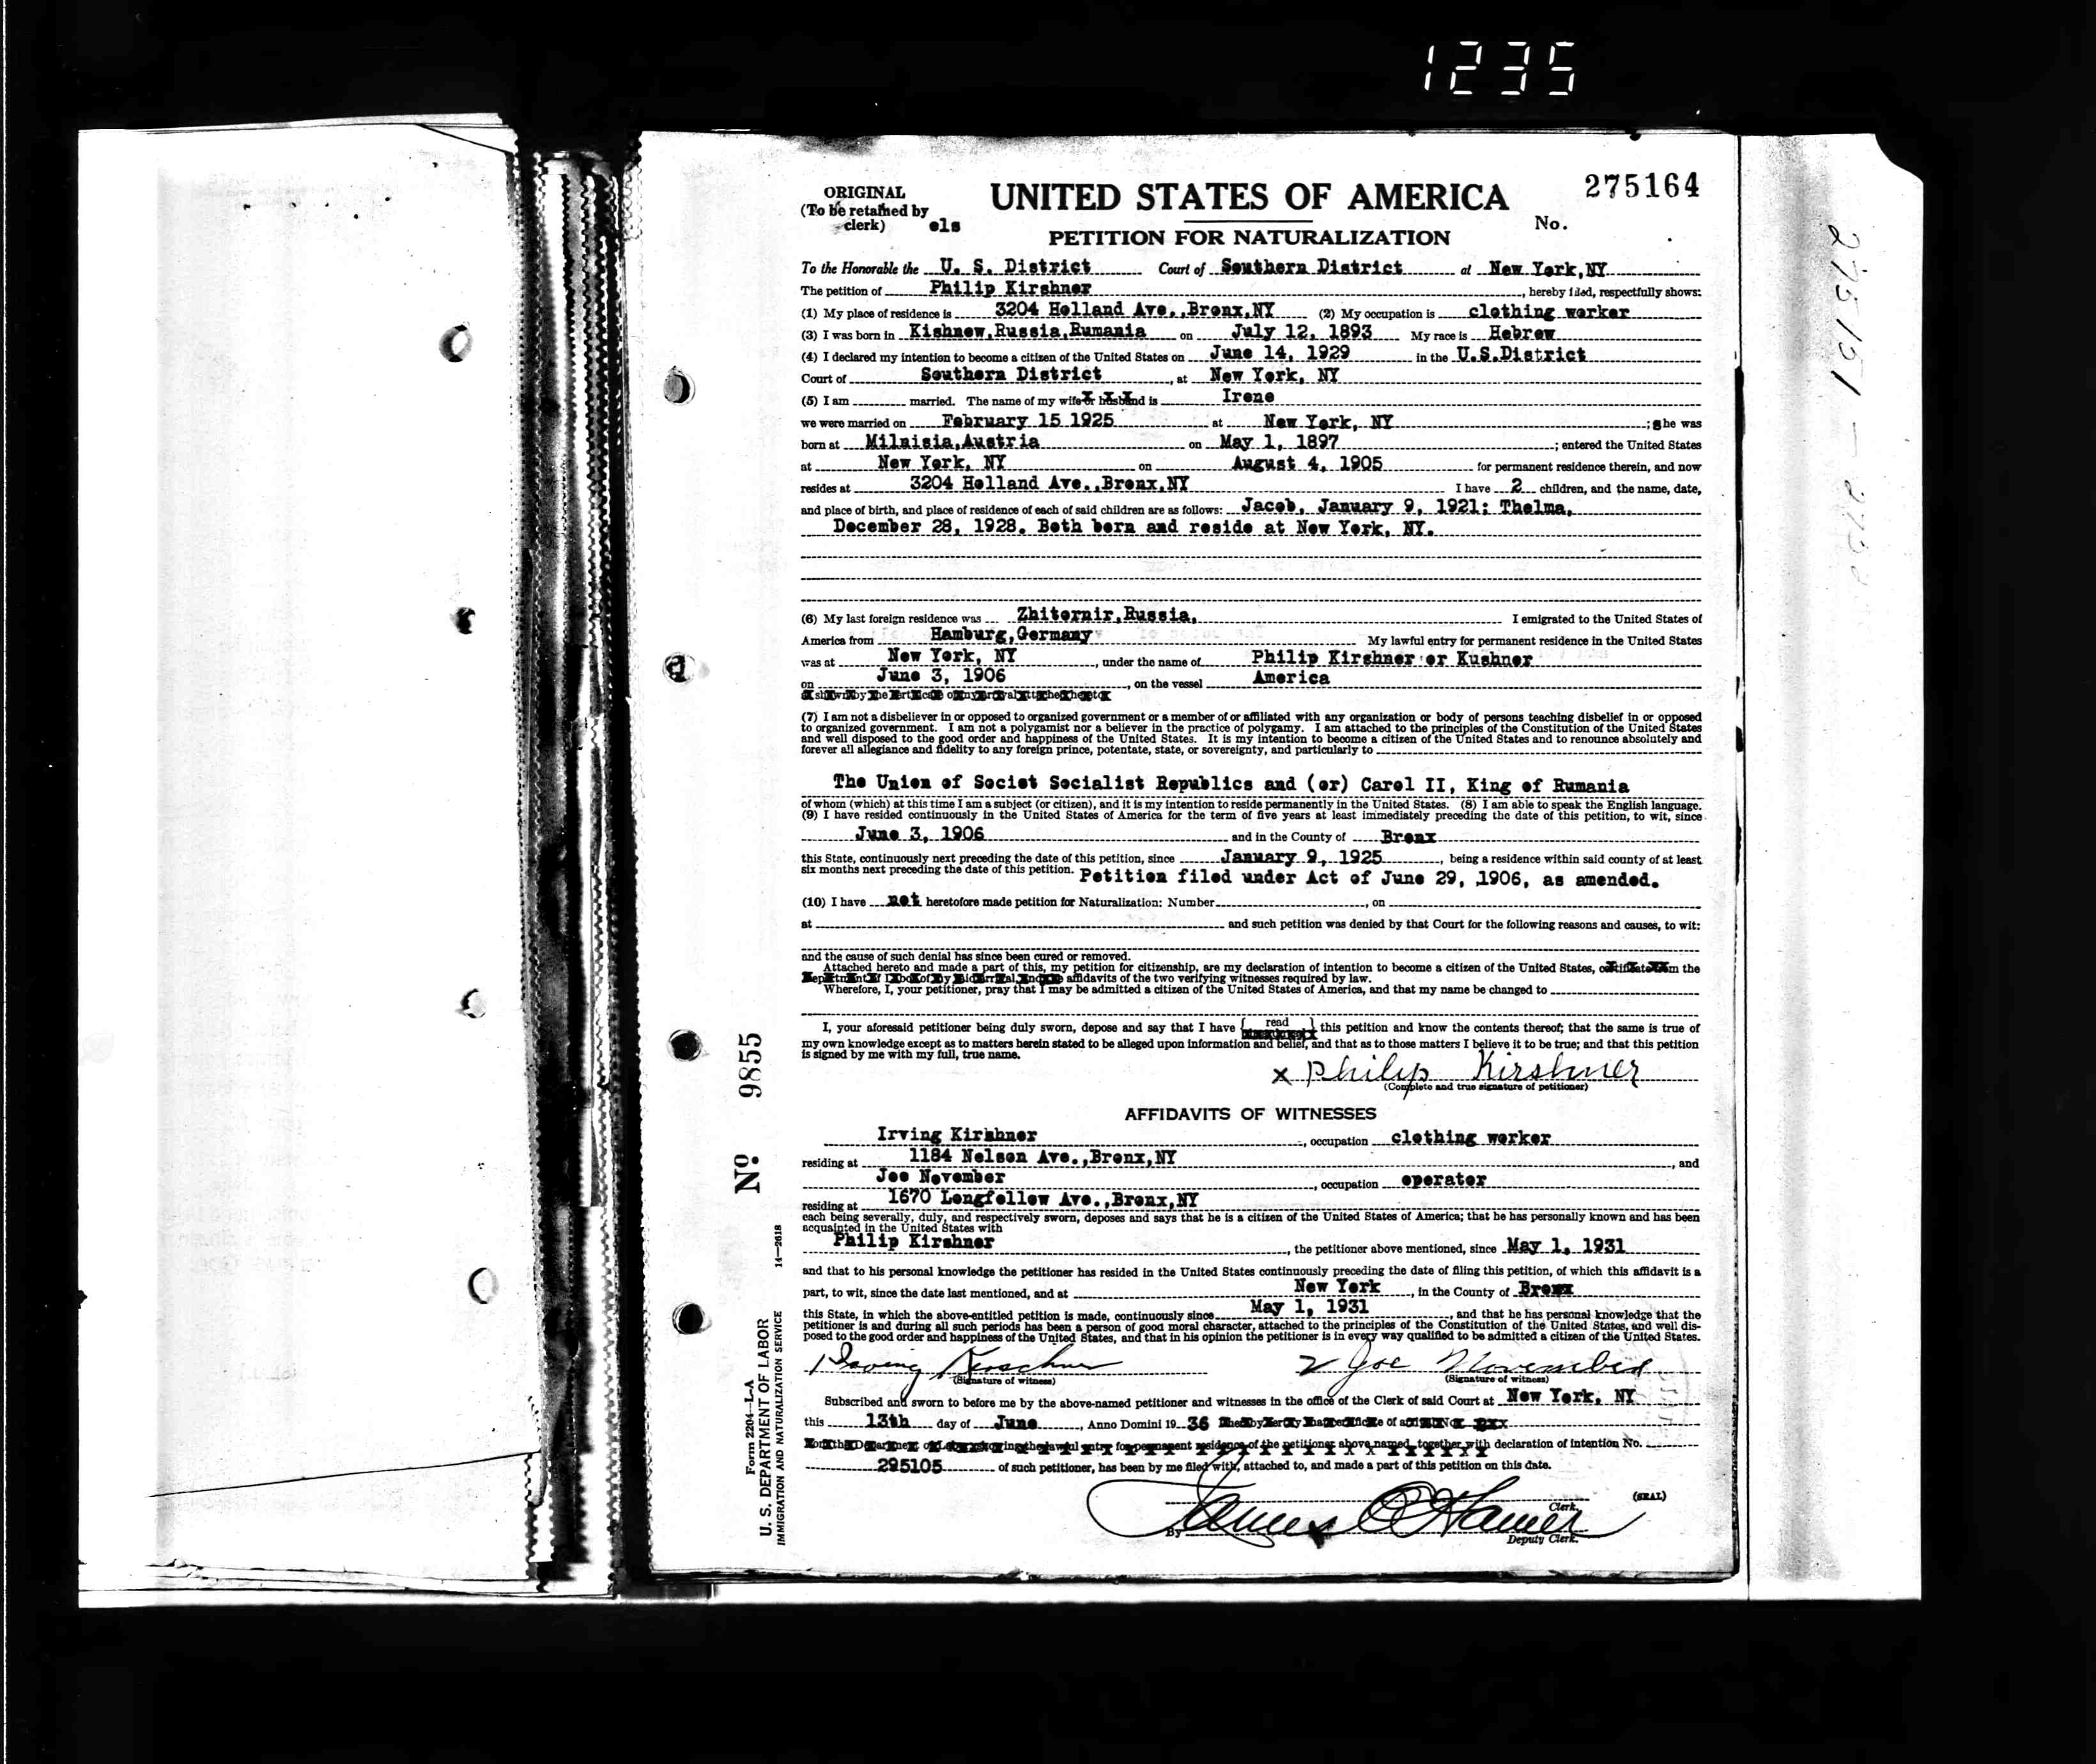 1235
275164
ORIGINAL
(To be retained by
clerk) els
UNITED STATES OF AMERICA
No.
PETITION FOR NATURALIZATION
To the Honorable the U. S. District Court of Southern District at New York,NY
The petition of Philip Kirshner, hereby filed, respectfully shows:
(1) My place of residence is 3204 Holland Ave.,Bronx,NY (2) My occupation is clothing worker
(3) I was born in Kishnew,Russia,Rumania on July 12, 1893 My race is Hebrew
(4) I declared my intention to become a citizen of the United States on June 14, 1929 in the U.S.District
Court of Southern District, at New York, NY
(5) I am married. The name of my wife or husband is Irene
we were married on February 15 1925 at New York, NY; she was
born at Milnisia,Austria on May 1, 1897; entered the United States
at New York, NY on August 4, 1905 for permanent residence therein, and now
resides at 3204 Holland Ave.,Bronx,NY I have 2 children, and the name, date,
and place of birth, and place of residence of each of said children are as follows: Jacob, January 9, 1921; Thelma,
December 28, 1928. Both born and reside at New York, NY.
(6) My last foreign residence was Zhitornir,Russia. I emigrated to the United States of
America from Hamburg,Germany My lawful entry for permanent residence in the United States
was at New York, NY, under the name of Philip Kirshner or Kushner
on June 3, 1906, on the vessel America
as shown by the certificate of my arrival attached hereto
(7) I am not a disbeliever in or opposed to organized government or a member of or affiliated with any organization or body of persons teaching disbelief in or opposed
to organized government. I am not a polygamist nor a believer in the practice of polygamy. I am attached to the principles of the Constitution of the United States
and well disposed to the good order and happiness of the United States. It is my intention to become a citizen of the United States and to renounce absolutely and
forever all allegiance and fidelity to any foreign prince, potentate, state, or sovereignty, and particularly to
The Union of Societ Socialist Republics and (or) Carol II, King of Rumania
of whom (which) at this time I am a subject (or citizen), and it is my intention to reside permanently in the United States. (8) I am able to speak the English language.
(9) I have resided continuously in the United States of America for the term of five years at least immediately preceding the date of this petition, to wit, since
June 3, 1906 and in the County of Bronx
this State, continuously next preceding the date of this petition, since January 9, 1925, being a residence within said county of at least
six months next preceding the date of this petition. Petition filed under Act of June 29, 1906, as amended.
(10) I have not heretofore made petition for Naturalization: Number, on
at and such petition was denied by that Court for the following reasons and causes, to wit:
and the cause of such denial has since been cured or removed.
Attached hereto and made a part of this, my petition for citizenship, are my declaration of intention to become a citizen of the United States, certificate from the
Department of Labor of my said arrival, and the affidavits of the two verifying witnesses required by law.
Wherefore, I, your petitioner, pray that I may be admitted a citizen of the United States of America, and that my name be changed to
I, your aforesaid petitioner being duly sworn, depose and say that I have { read } this petition and know the contents thereof; that the same is true of
my own knowledge except as to matters herein stated to be alleged upon information and belief, and that as to those matters I believe it to be true; and that this petition
is signed by me with my full, true name.
x Philip Kirshner
(Complete and true signature of petitioner)
AFFIDAVITS OF WITNESSES
Irving Kirshner, occupation clothing worker
residing at 1184 Nelson Ave.,Bronx,NY, and
Joe November, occupation operator
residing at 1670 Longfellow Ave.,Bronx,NY
each being severally, duly, and respectively sworn, deposes and says that he is a citizen of the United States of America; that he has personally known and has been
acquainted in the United States with
Philip Kirshner, the petitioner above mentioned, since May 1, 1931
and that to his personal knowledge the petitioner has resided in the United States continuously preceding the date of filing this petition, of which this affidavit is a
part, to wit, since the date last mentioned, and at New York, in the County of Bronx
this State, in which the above-entitled petition is made, continuously since May 1, 1931, and that he has personal knowledge that the
petitioner is and during all such periods has been a person of good moral character, attached to the principles of the Constitution of the United States, and well dis-
posed to the good order and happiness of the United States, and that in his opinion the petitioner is in every way qualified to be admitted a citizen of the United States.
1 Irving Kirschner 2 Joe November
(Signature of witness) (Signature of witness)
Subscribed and sworn to before me by the above-named petitioner and witnesses in the office of the Clerk of said Court at New York, NY
this 13th day of June, Anno Domini 19 36
for permanent residence of the petitioner above named, together with declaration of intention No.
295105 of such petitioner, has been by me filed with, attached to, and made a part of this petition on this date.
Clerk.
(SEAL)
By
Deputy Clerk.
No 9855
14—2618
Form 2204—L-A
U. S. DEPARTMENT OF LABOR
IMMIGRATION AND NATURALIZATION SERVICE